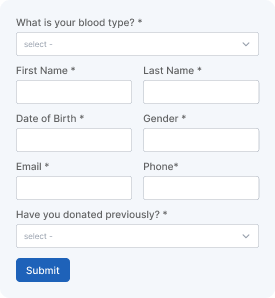 What is your blood type? *
select -
First Name * Last Name *
Date of Birth * Gender *
Email * Phone*
Have you donated previously? *
select -
Submit